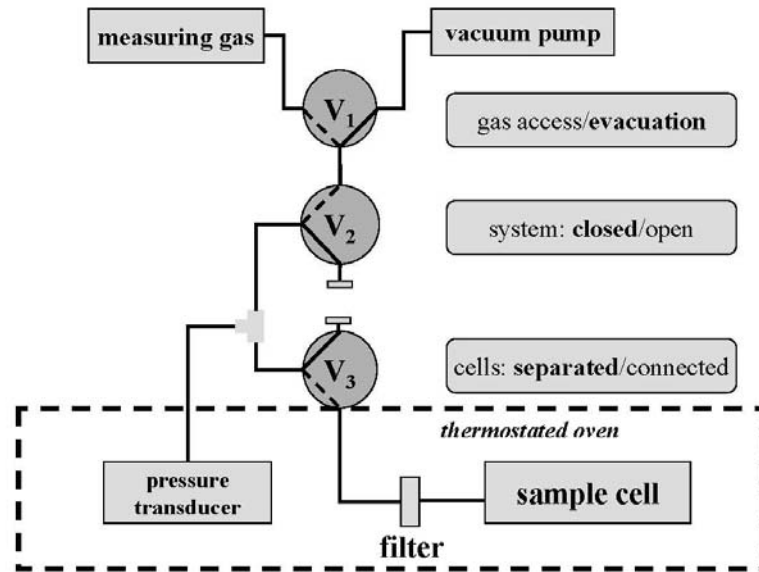 measuring gas
vacuum pump
V1
gas access/evacuation
V2
system: closed/open
V3
cells: separated/connected
thermostated oven
pressure
transducer
sample cell
filter